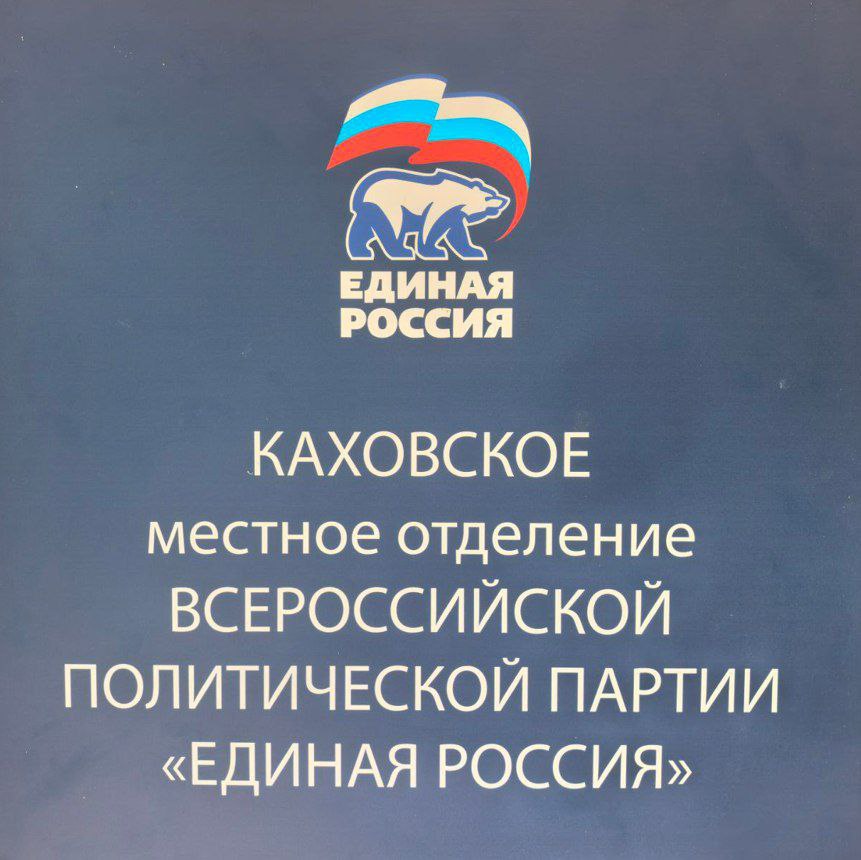 ЕДИНАЯ
РОССИЯ
КАХОВСКОЕ
местное отделение
ВСЕРОССИЙСКОЙ
ПОЛИТИЧЕСКОЙ ПАРТИИ
«ЕДИНАЯ РОССИЯ»